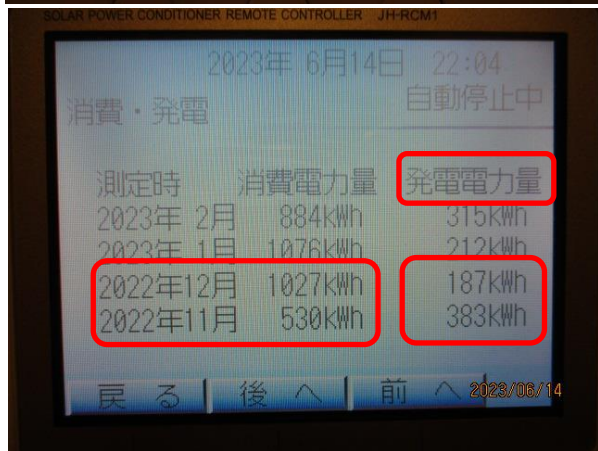 SOLAR POWER CONDITIONER REMOTE CONTROLLER JH-RCM1
2023年 6月14日 22:04
消費・発電 自動停止中
測定時 消費電力量 発電電力量
2023年 2月 884kWh 315kWh
2023年 1月 1076kWh 212kWh
2022年12月 1027kWh 187kWh
2022年11月 530kWh 383kWh
戻る 後へ 前へ
2023/06/14